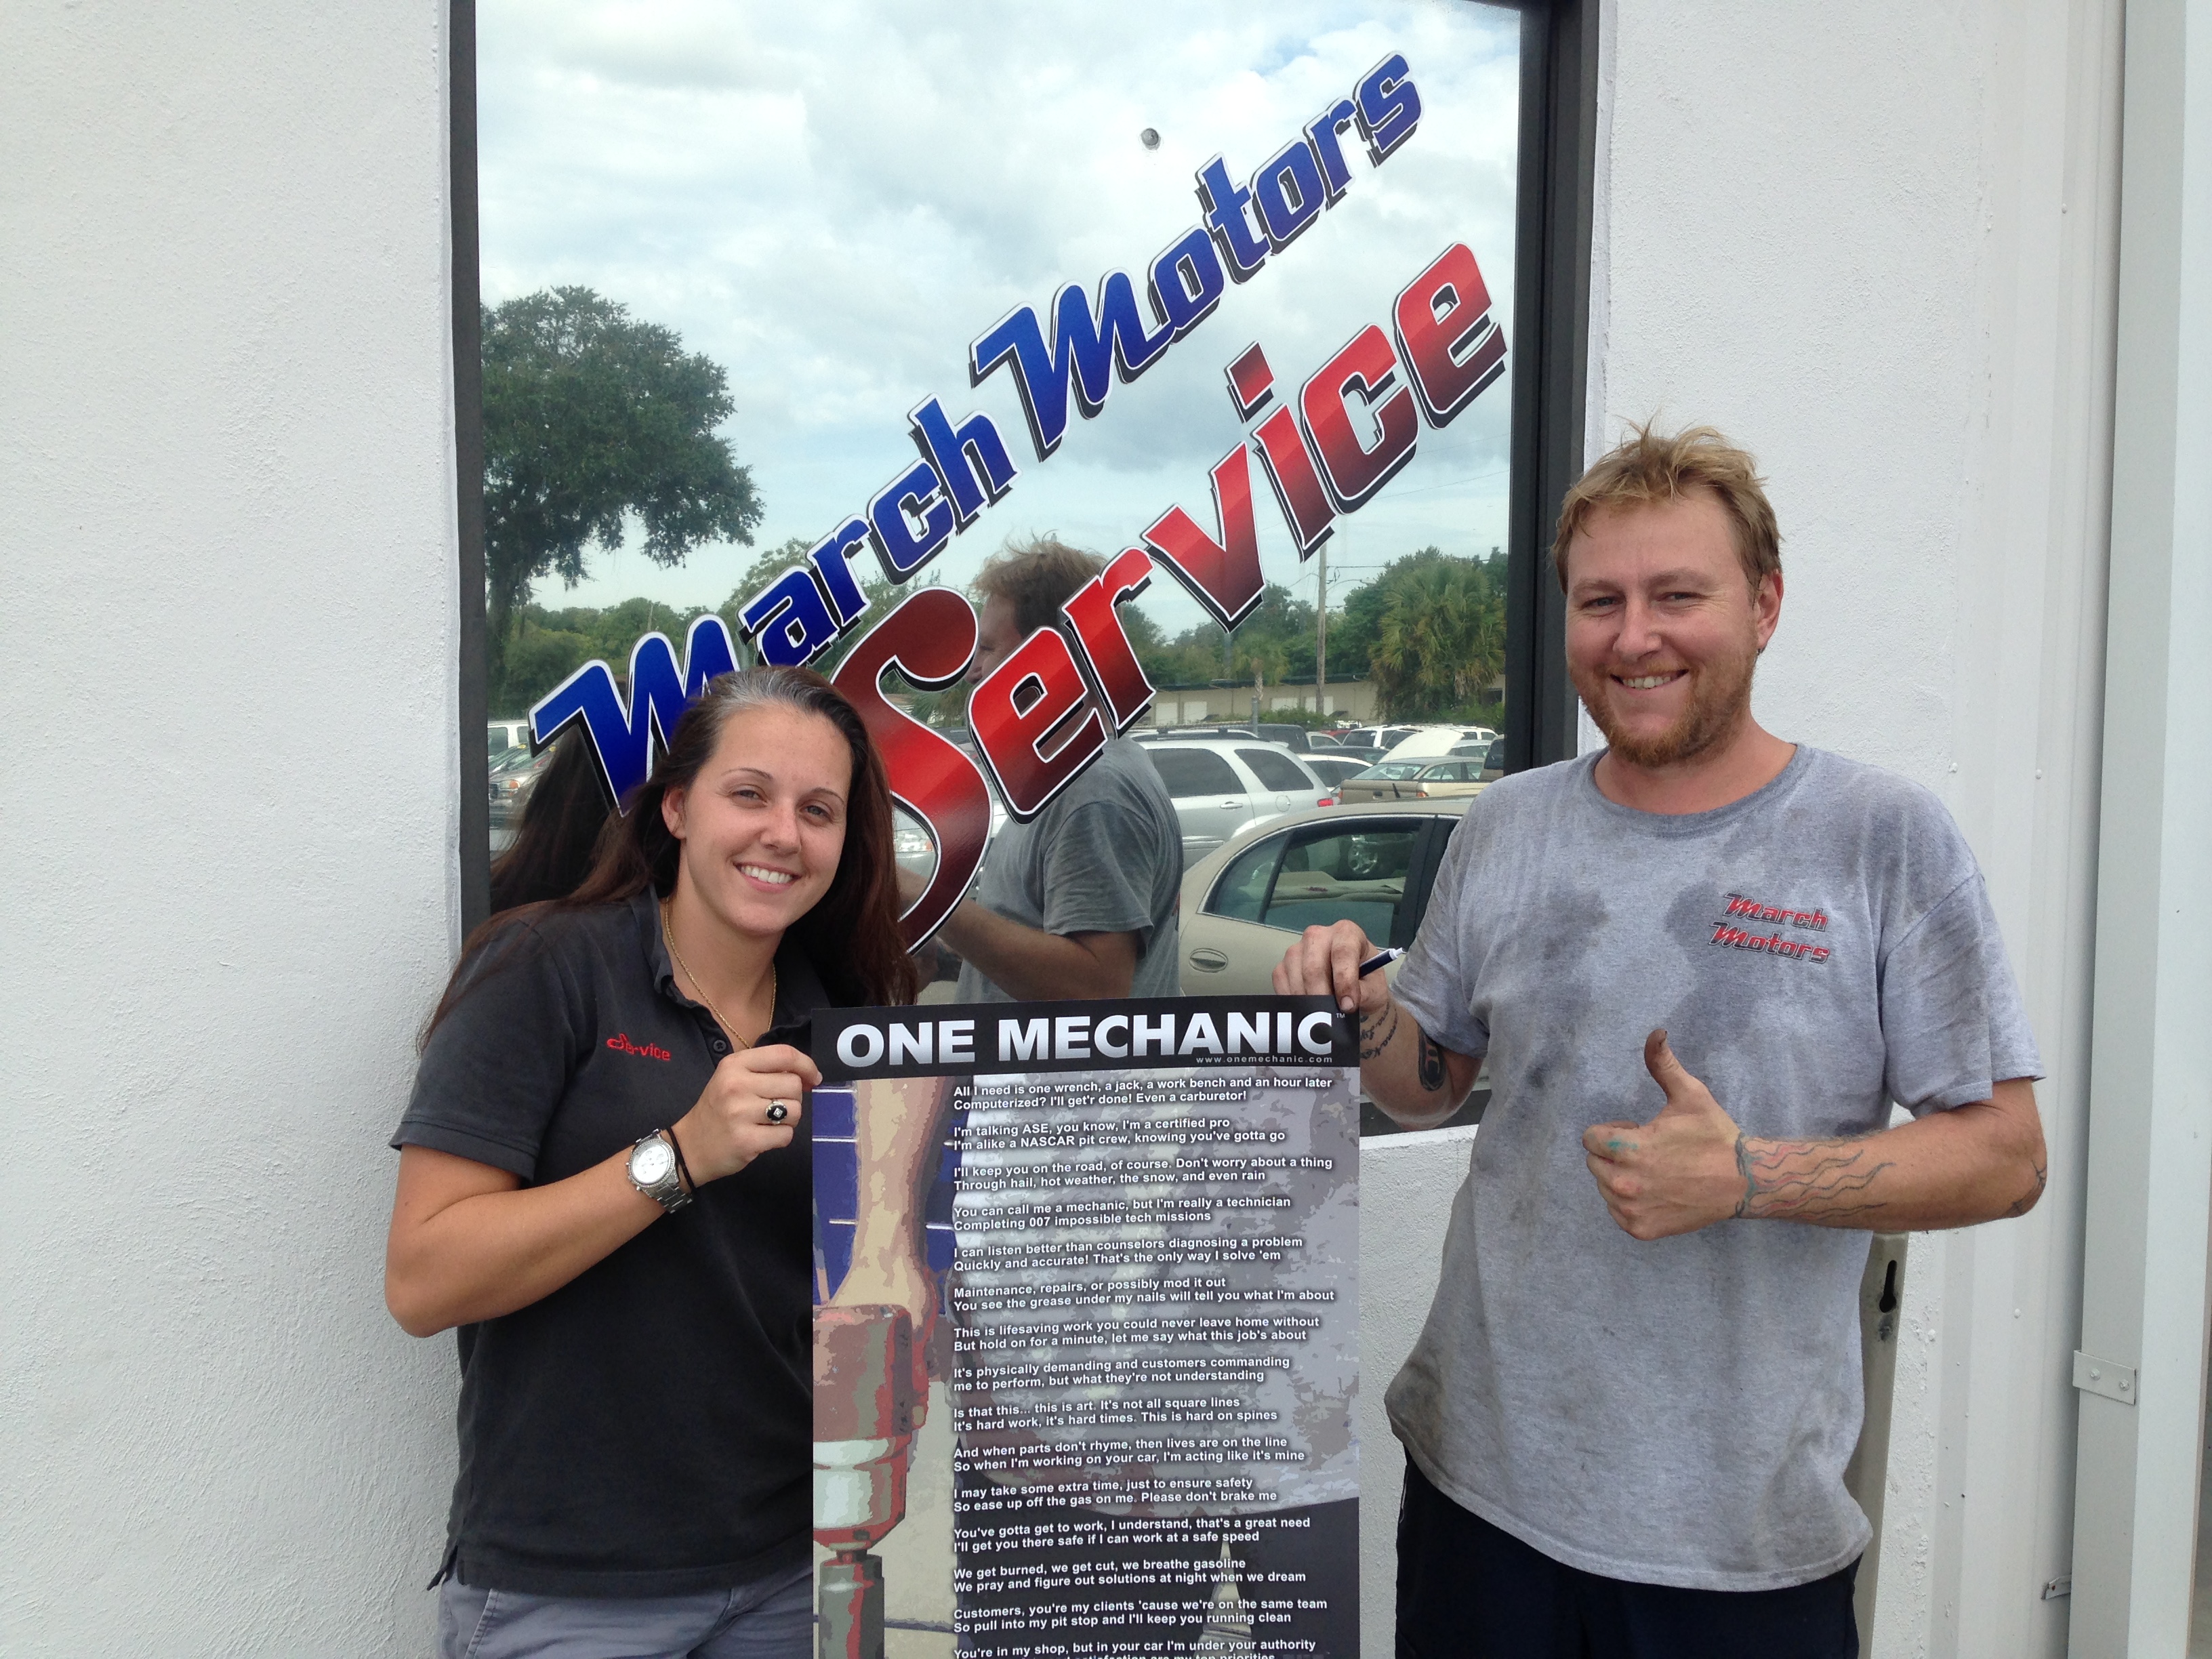 March Motors
Service
Service
March
Motors
ONE MECHANIC™
www.onemechanic.com
All I need is one wrench, a jack, a work bench and an hour later
Computerized? I'll get'r done! Even a carburetor!
I'm talking ASE, you know, I'm a certified pro
I'm alike a NASCAR pit crew, knowing you've gotta go
I'll keep you on the road, of course. Don't worry about a thing
Through hail, hot weather, the snow, and even rain
You can call me a mechanic, but I'm really a technician
Completing 007 impossible tech missions
I can listen better than counselors diagnosing a problem
Quickly and accurate! That's the only way I solve 'em
Maintenance, repairs, or possibly mod it out
You see the grease under my nails will tell you what I'm about
This is lifesaving work you could never leave home without
But hold on for a minute, let me say what this job's about
It's physically demanding and customers commanding
me to perform, but what they're not understanding
Is that this... this is art. It's not all square lines
It's hard work, it's hard times. This is hard on spines
And when parts don't rhyme, then lives are on the line
So when I'm working on your car, I'm acting like it's mine
I may take some extra time, just to ensure safety
So ease up off the gas on me. Please don't brake me
You've gotta get to work, I understand, that's a great need
I'll get you there safe if I can work at a safe speed
We get burned, we get cut, we breathe gasoline
We pray and figure out solutions at night when we dream
Customers, you're my clients 'cause we're on the same team
So pull into my pit stop and I'll keep you running clean
You're in my shop, but in your car I'm under your authority
satisfaction are my top priorities